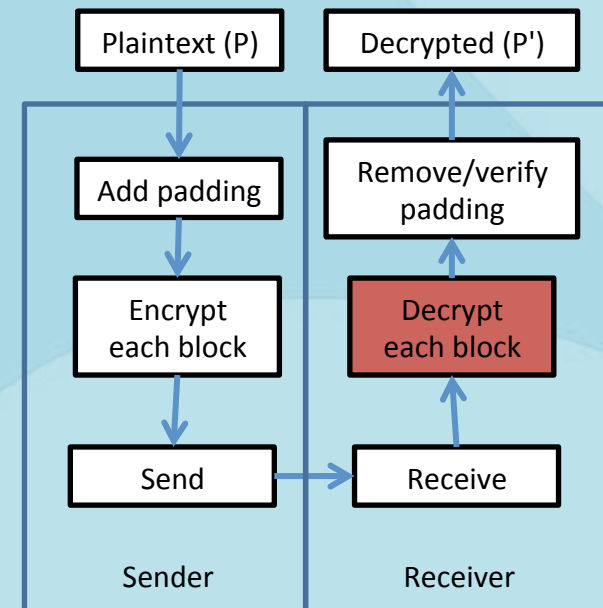 Plaintext (P)
Decrypted (P')
Add padding
Remove/verify
padding
Encrypt
each block
Decrypt
each block
Send
Receive
Sender
Receiver